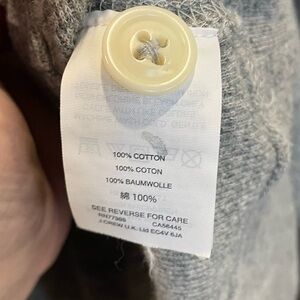 100% COTTON
100% COTON
100% BAUMWOLLE
綿 100%
SEE REVERSE FOR CARE
RN77388 CA56445
J.CREW U.K. Ltd EC4V 6JA